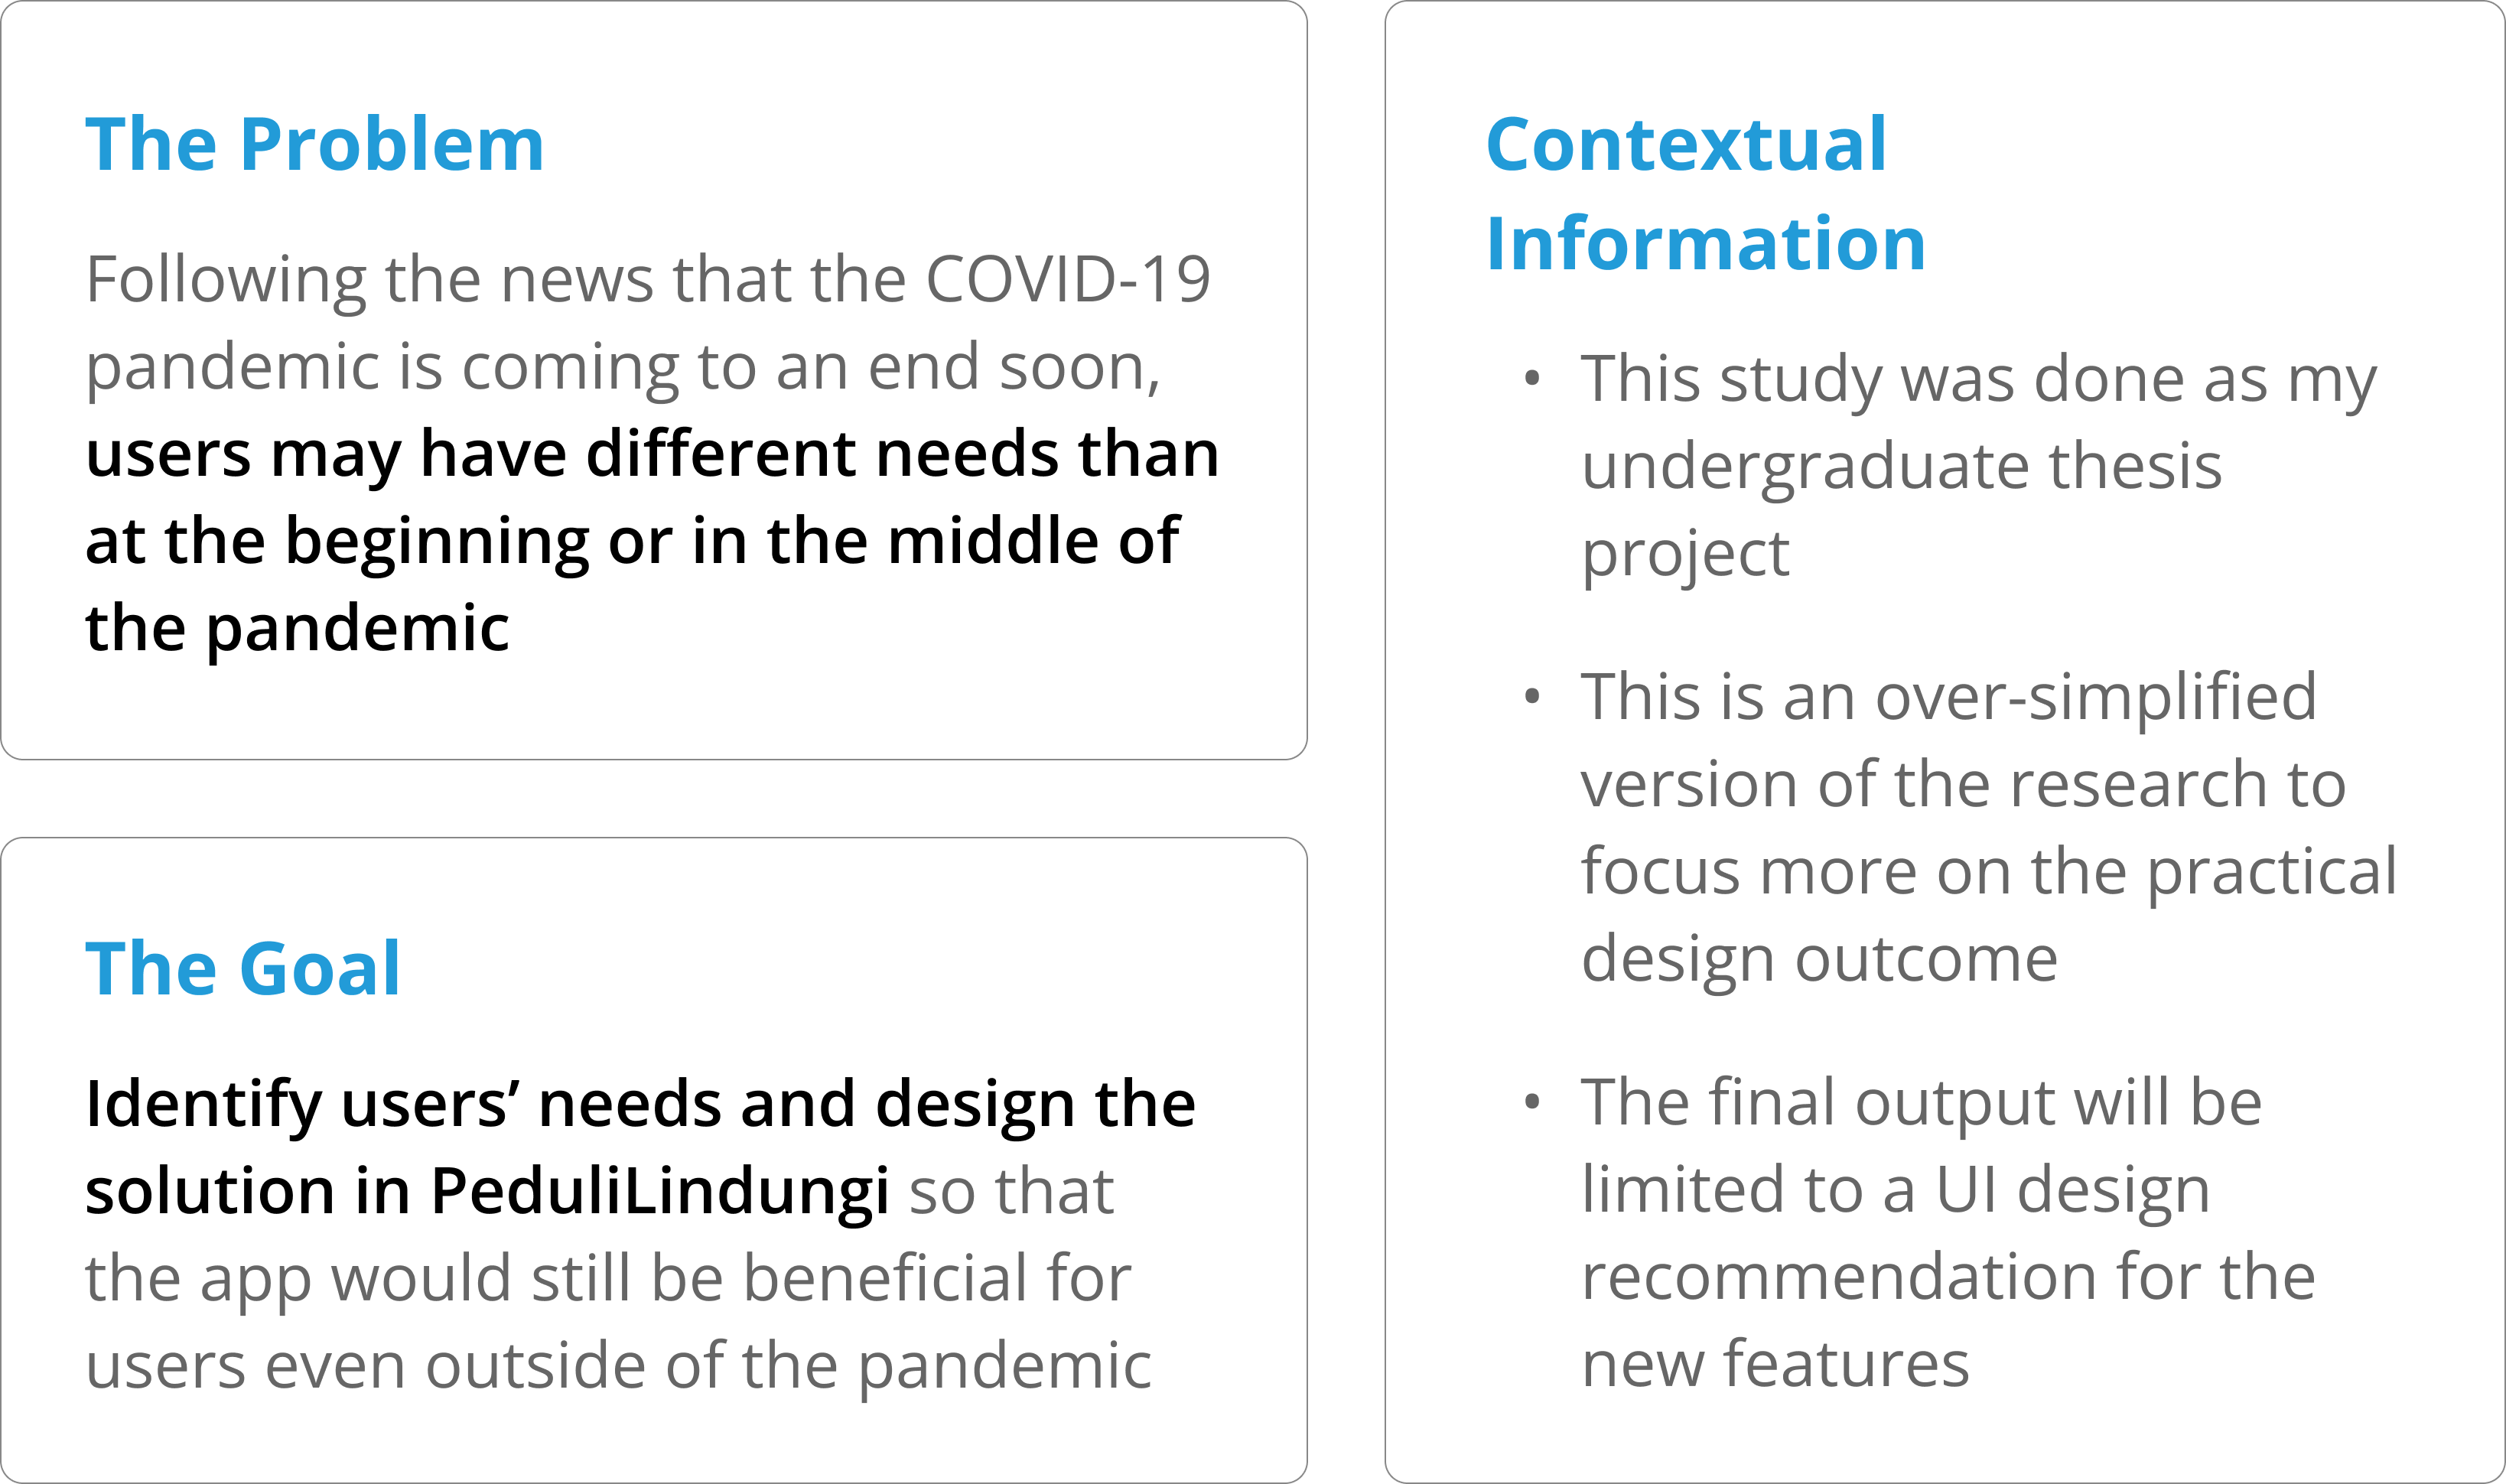 The Problem
Following the news that the COVID-19
pandemic is coming to an end soon,
users may have different needs than
at the beginning or in the middle of
the pandemic
The Goal
Identify users’ needs and design the
solution in PeduliLindungi so that
the app would still be beneficial for
users even outside of the pandemic
Contextual
Information
• This study was done as my
undergraduate thesis
project
• This is an over-simplified
version of the research to
focus more on the practical
design outcome
• The final output will be
limited to a UI design
recommendation for the
new features